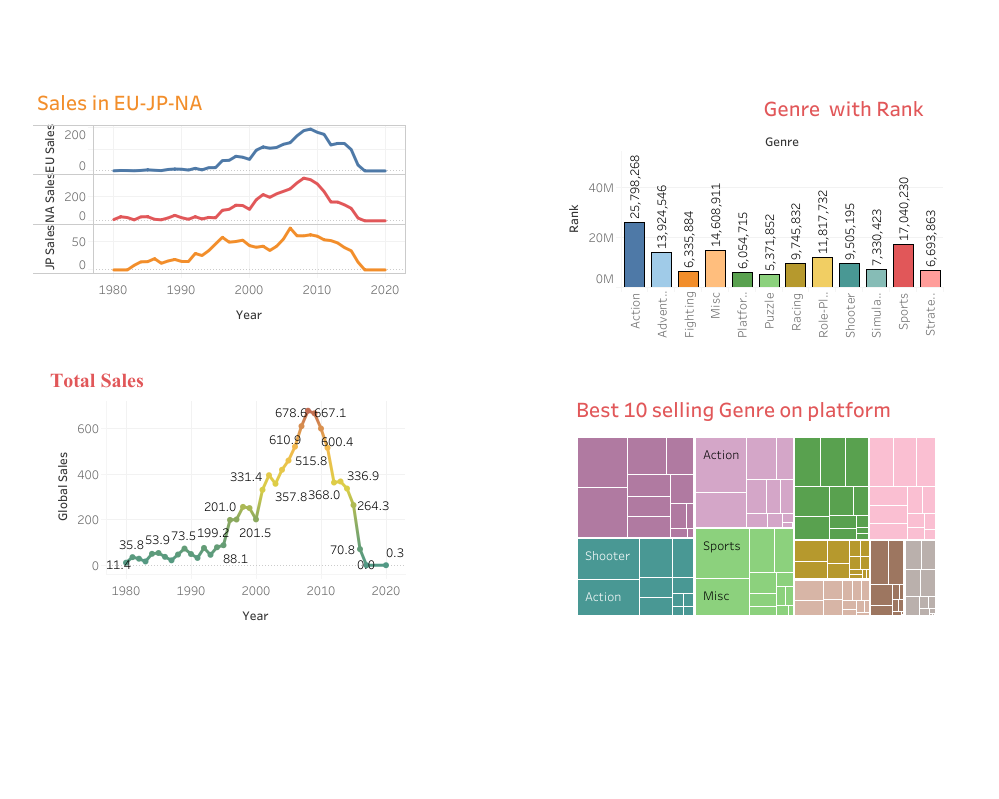 Sales in EU-JP-NA
EU Sales
200
0
NA Sales
200
0
JP Sales
50
0
1980 1990 2000 2010 2020
Year
Genre with Rank
Genre
Rank
40M
20M
0M
25,798,268
13,924,546
6,335,884
14,608,911
6,054,715
5,371,852
9,745,832
11,817,732
9,505,195
7,330,423
17,040,230
6,693,863
Action
Advent..
Fighting
Misc
Platfor..
Puzzle
Racing
Role-Pl..
Shooter
Simula..
Sports
Strate..
Total Sales
Global Sales
600
400
200
0
678.6 667.1
610.9 600.4
515.8
331.4 336.9
357.8 368.0
201.0 264.3
35.8 53.9 73.5 199.2 201.5
88.1 70.8 0.3
11.4 0.0
1980 1990 2000 2010 2020
Year
Best 10 selling Genre on platform
Action
Sports
Shooter
Action
Misc